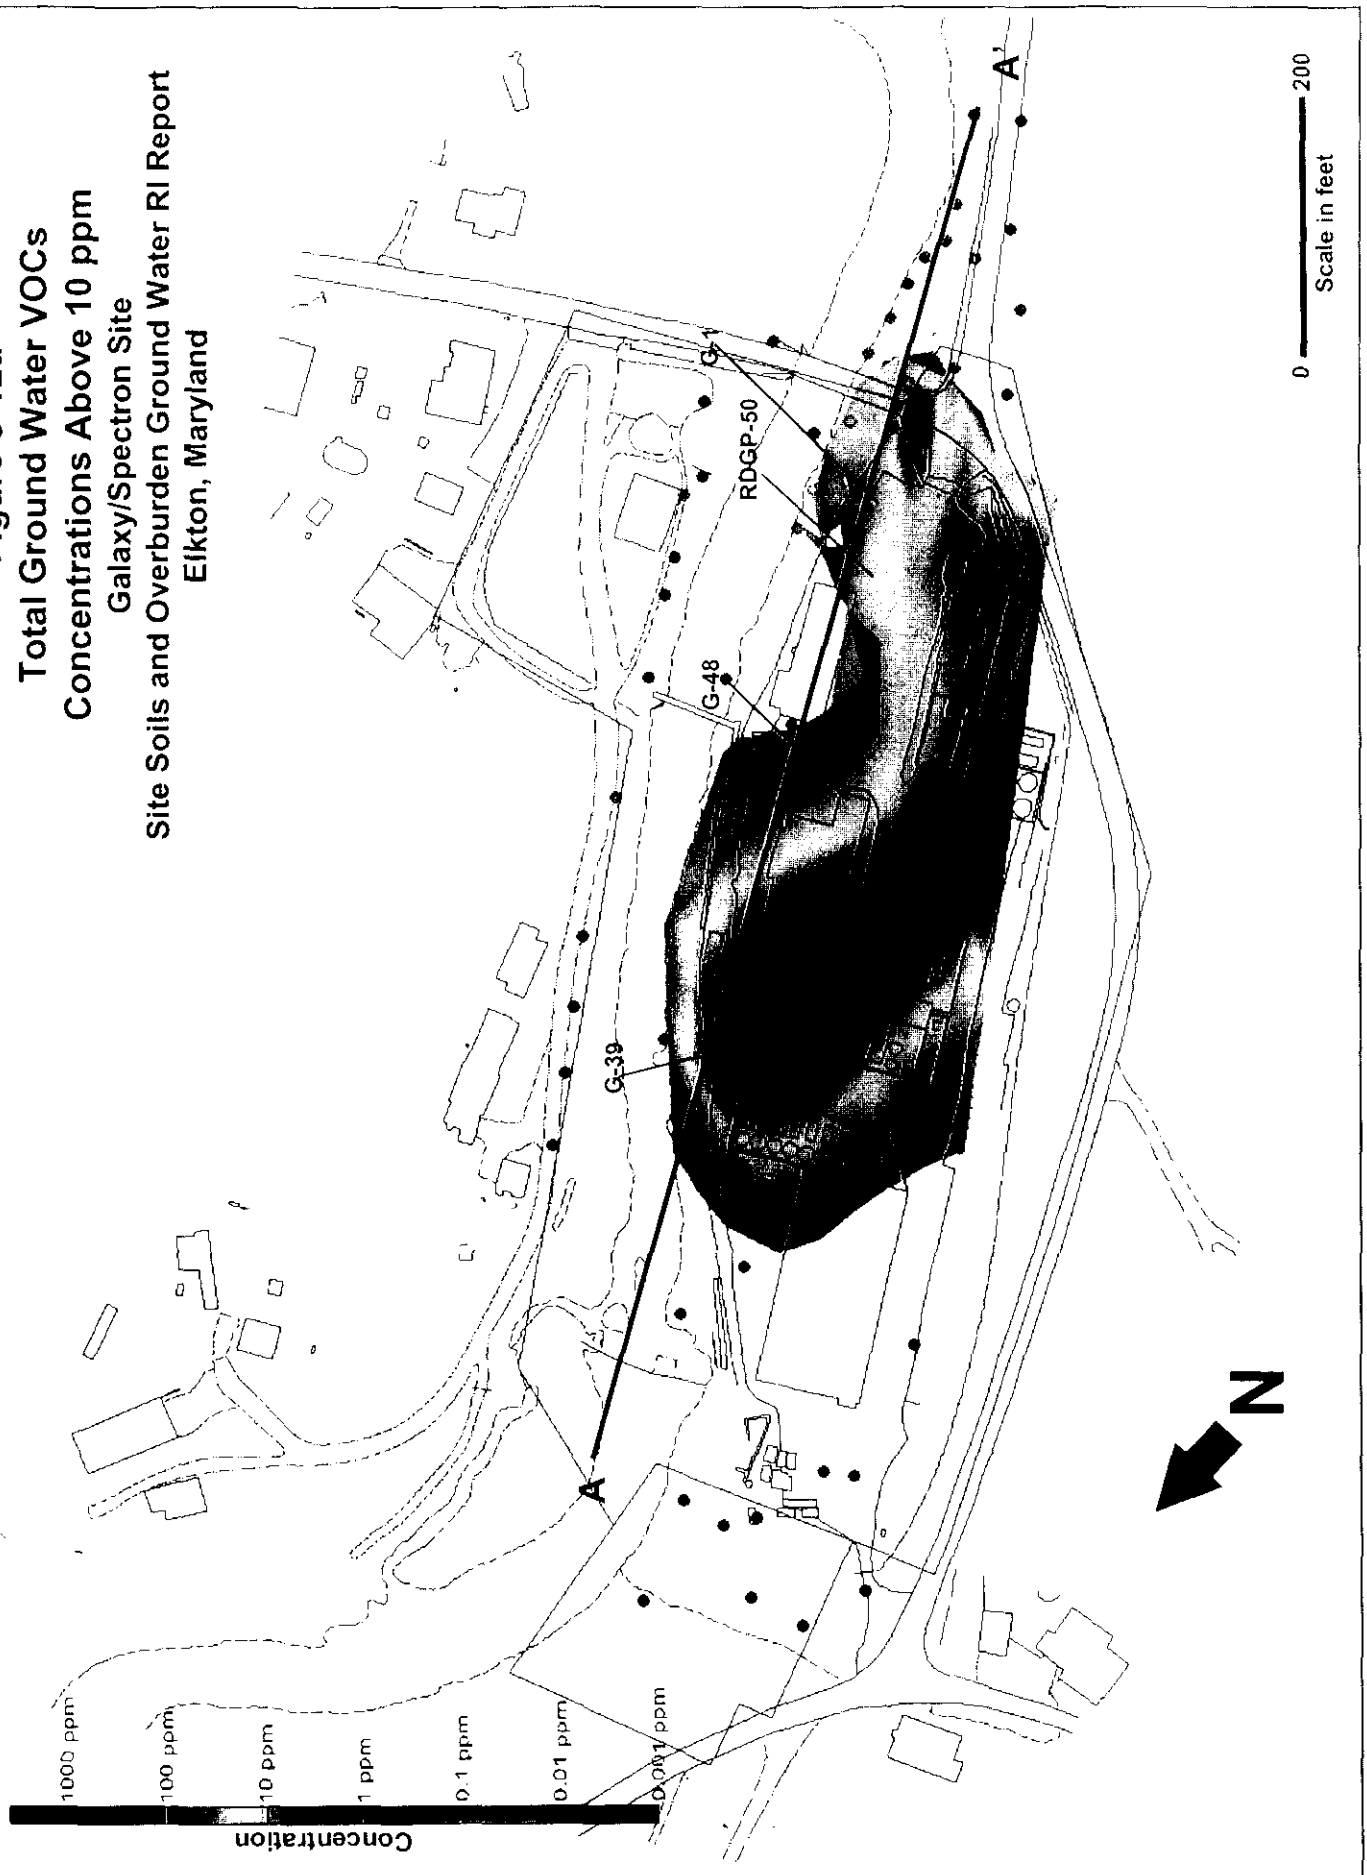 Total Ground Water VOCs
Concentrations Above 10 ppm
Galaxy/Spectron Site
Site Soils and Overburden Ground Water RI Report
Elkton, Maryland
1000 ppm
100 ppm
10 ppm
1 ppm
0.1 ppm
0.01 ppm
0.001 ppm
Concentration
A
G-39
G-48
RDGP-50
A'
N
0 200
Scale in feet